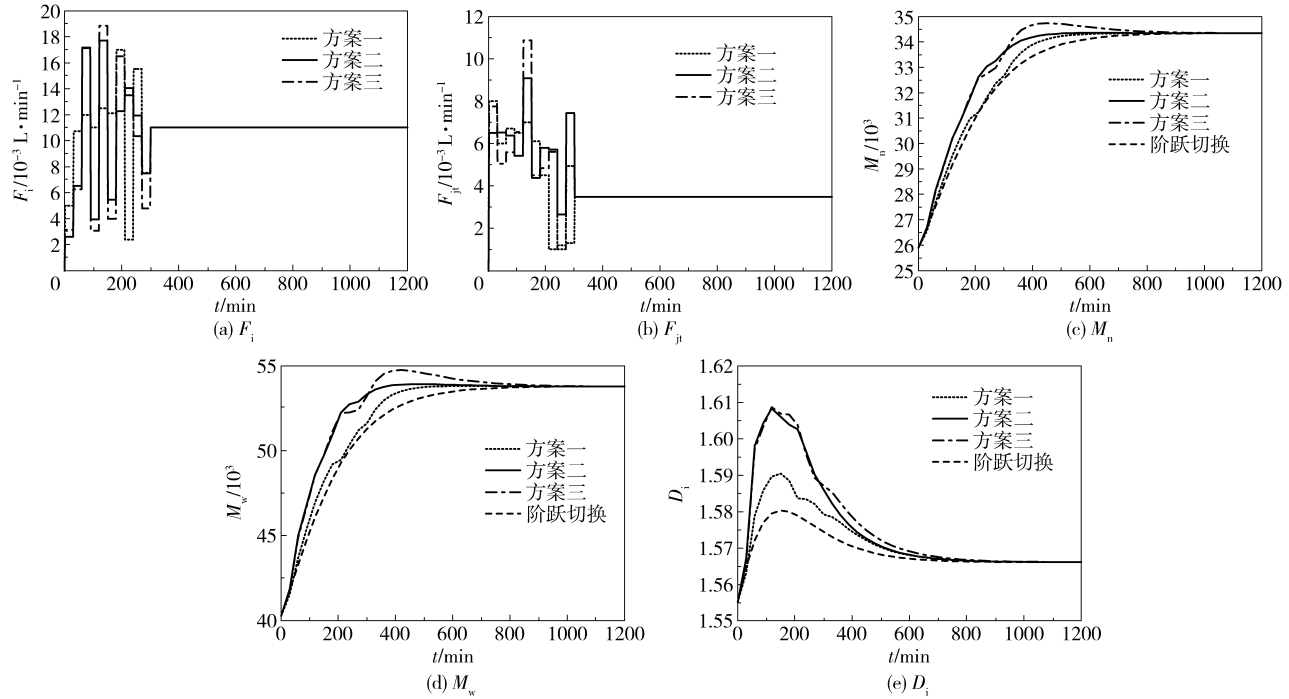 20
18
16
14
12
10
8
6
4
2
0 200 400 600 800 1000 1200
F_i/10⁻³ L·min⁻¹
t/min
方案一
方案二
方案三
(a) F_i
12
10
8
6
4
2
0 200 400 600 800 1000 1200
F_jt/10⁻³ L·min⁻¹
t/min
方案一
方案二
方案三
(b) F_jt
35
34
33
32
31
30
29
28
27
26
25
0 200 400 600 800 1000 1200
M_n/10³
t/min
方案一
方案二
方案三
阶跃切换
(c) M_n
55
50
45
40
0 200 400 600 800 1000 1200
M_w/10³
t/min
方案一
方案二
方案三
阶跃切换
(d) M_w
1.62
1.61
1.60
1.59
1.58
1.57
1.56
1.55
0 200 400 600 800 1000 1200
D_i
t/min
方案一
方案二
方案三
阶跃切换
(e) D_i